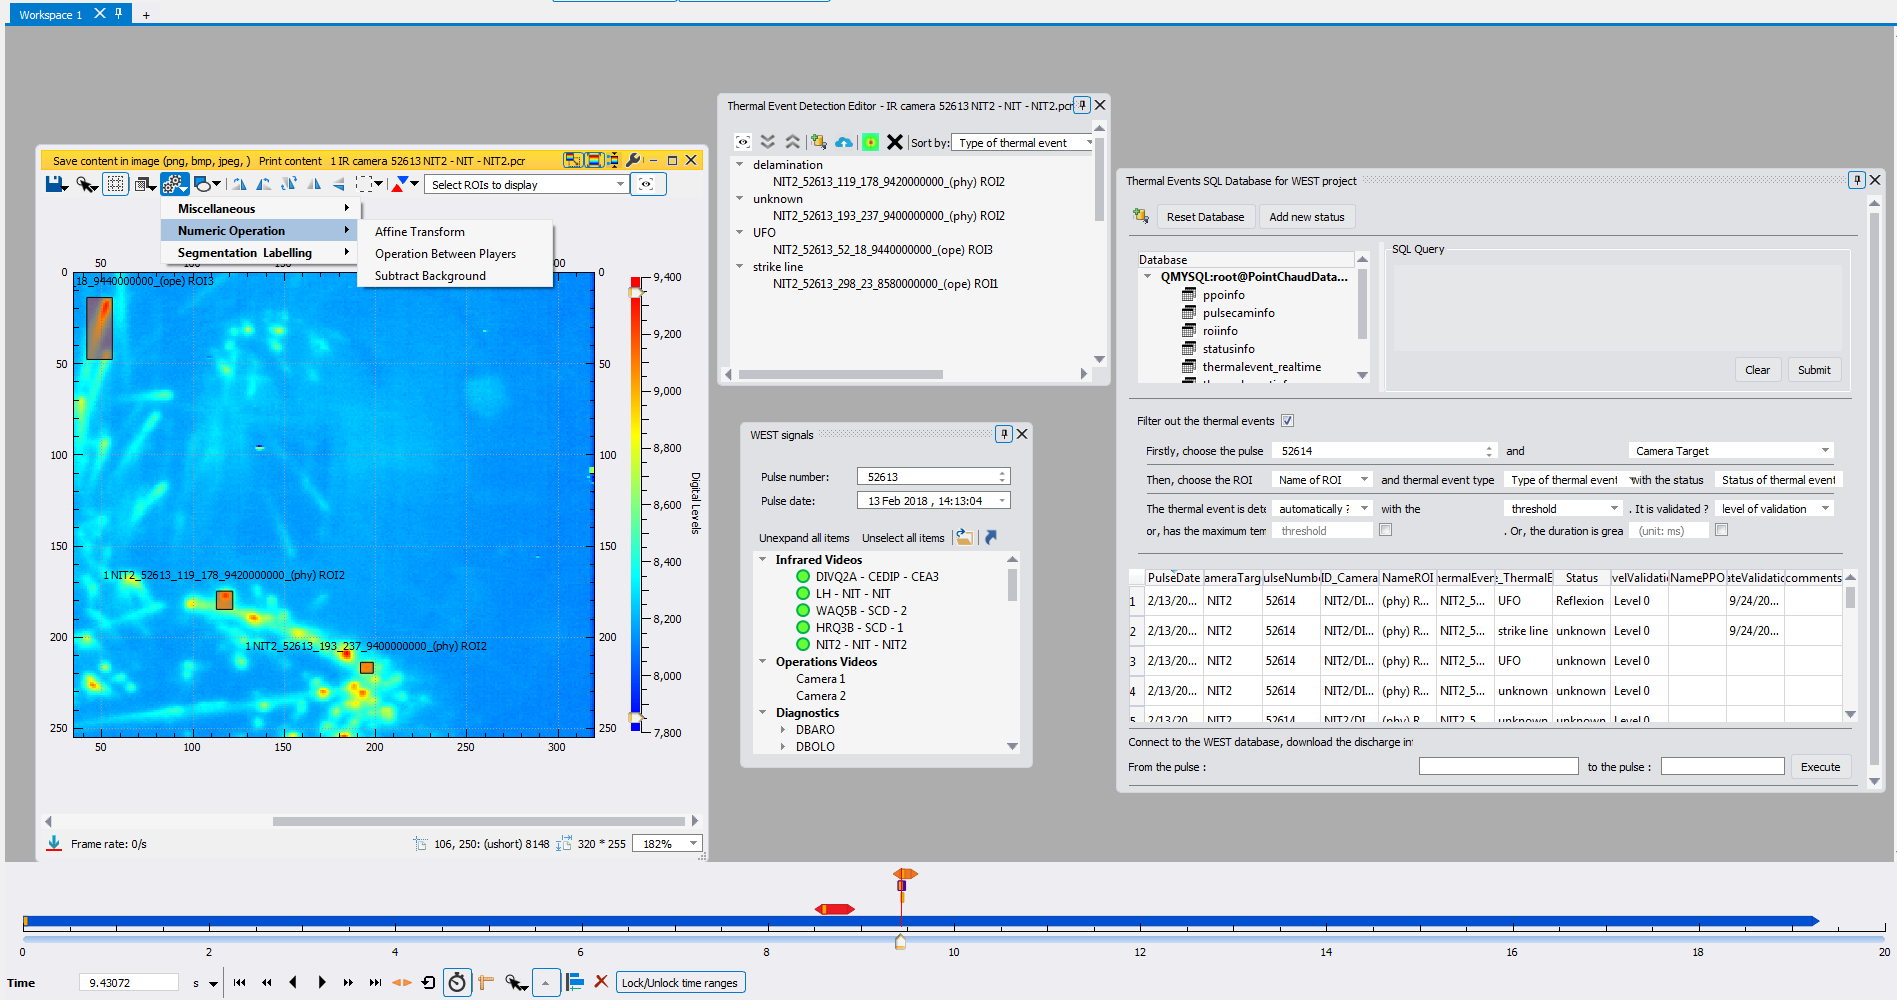 Workspace 1
+
Save content in image (png, bmp, jpeg, )   Print content   1 IR camera 52613 NIT2 - NIT - NIT2.pcr
Select ROIs to display
Miscellaneous
Numeric Operation
Segmentation Labelling
Affine Transform
Operation Between Players
Subtract Background
50 300
0 0
18_9440000000_(ope) ROI3
50 50
100 100
150 150
1 NIT2_52613_119_178_9420000000_(phy) ROI2
200 200
1 NIT2_52613_193_237_9400000000_(phy) ROI2
250 250
50 100 150 200 250 300
9,400
9,200
9,000
8,800
8,600
8,400
8,200
8,000
7,800
Digital Levels
Frame rate: 0/s
106, 250: (ushort) 8148
320 * 255
182%
Thermal Event Detection Editor - IR camera 52613 NIT2 - NIT - NIT2.pcr
Sort by: Type of thermal event
delamination
NIT2_52613_119_178_9420000000_(phy) ROI2
unknown
NIT2_52613_193_237_9400000000_(phy) ROI2
UFO
NIT2_52613_52_18_9440000000_(ope) ROI3
strike line
NIT2_52613_298_23_8580000000_(ope) ROI1
WEST signals
Pulse number: 52613
Pulse date: 13 Feb 2018 , 14:13:04
Unexpand all items   Unselect all items
Infrared Videos
DIVQ2A - CEDIP - CEA3
LH - NIT - NIT
WAQ5B - SCD - 2
HRQ3B - SCD - 1
NIT2 - NIT - NIT2
Operations Videos
Camera 1
Camera 2
Diagnostics
DBARO
DBOLO
Thermal Events SQL Database for WEST project
Reset Database   Add new status
Database
QMYSQL:root@PointChaudData...
ppoinfo
pulsecaminfo
roiinfo
statusinfo
thermalevent_realtime
SQL Query
Clear   Submit
Filter out the thermal events
Firstly, choose the pulse 52614 and Camera Target
Then, choose the ROI Name of ROI and thermal event type Type of thermal event with the status Status of thermal event
The thermal event is dete automatically ? with the threshold . It is validated ? level of validation
or, has the maximum tem threshold . Or, the duration is grea (unit: ms)
PulseDate ameraTarg ulseNumbe ID_Camera NameROI hermalEven _ThermalE Status velValidati NamePPO ateValidatic comments
1 2/13/20... NIT2 52614 NIT2/DI... (phy) R... NIT2_5... UFO Reflexion Level 0 9/24/20...
2 2/13/20... NIT2 52614 NIT2/DI... (phy) R... NIT2_5... strike line unknown Level 0 9/24/20...
3 2/13/20... NIT2 52614 NIT2/DI... (phy) R... NIT2_5... UFO unknown Level 0
4 2/13/20... NIT2 52614 NIT2/DI... (phy) R... NIT2_5... unknown unknown Level 0
5 2/13/20... NIT2 52614 NIT2/DI... (phy) R... NIT2_5... unknown unknown Level 0
Connect to the WEST database, download the discharge in
From the pulse : to the pulse : Execute
0 2 4 6 8 10 12 14 16 18 20
Time 9.43072 s
Lock/Unlock time ranges